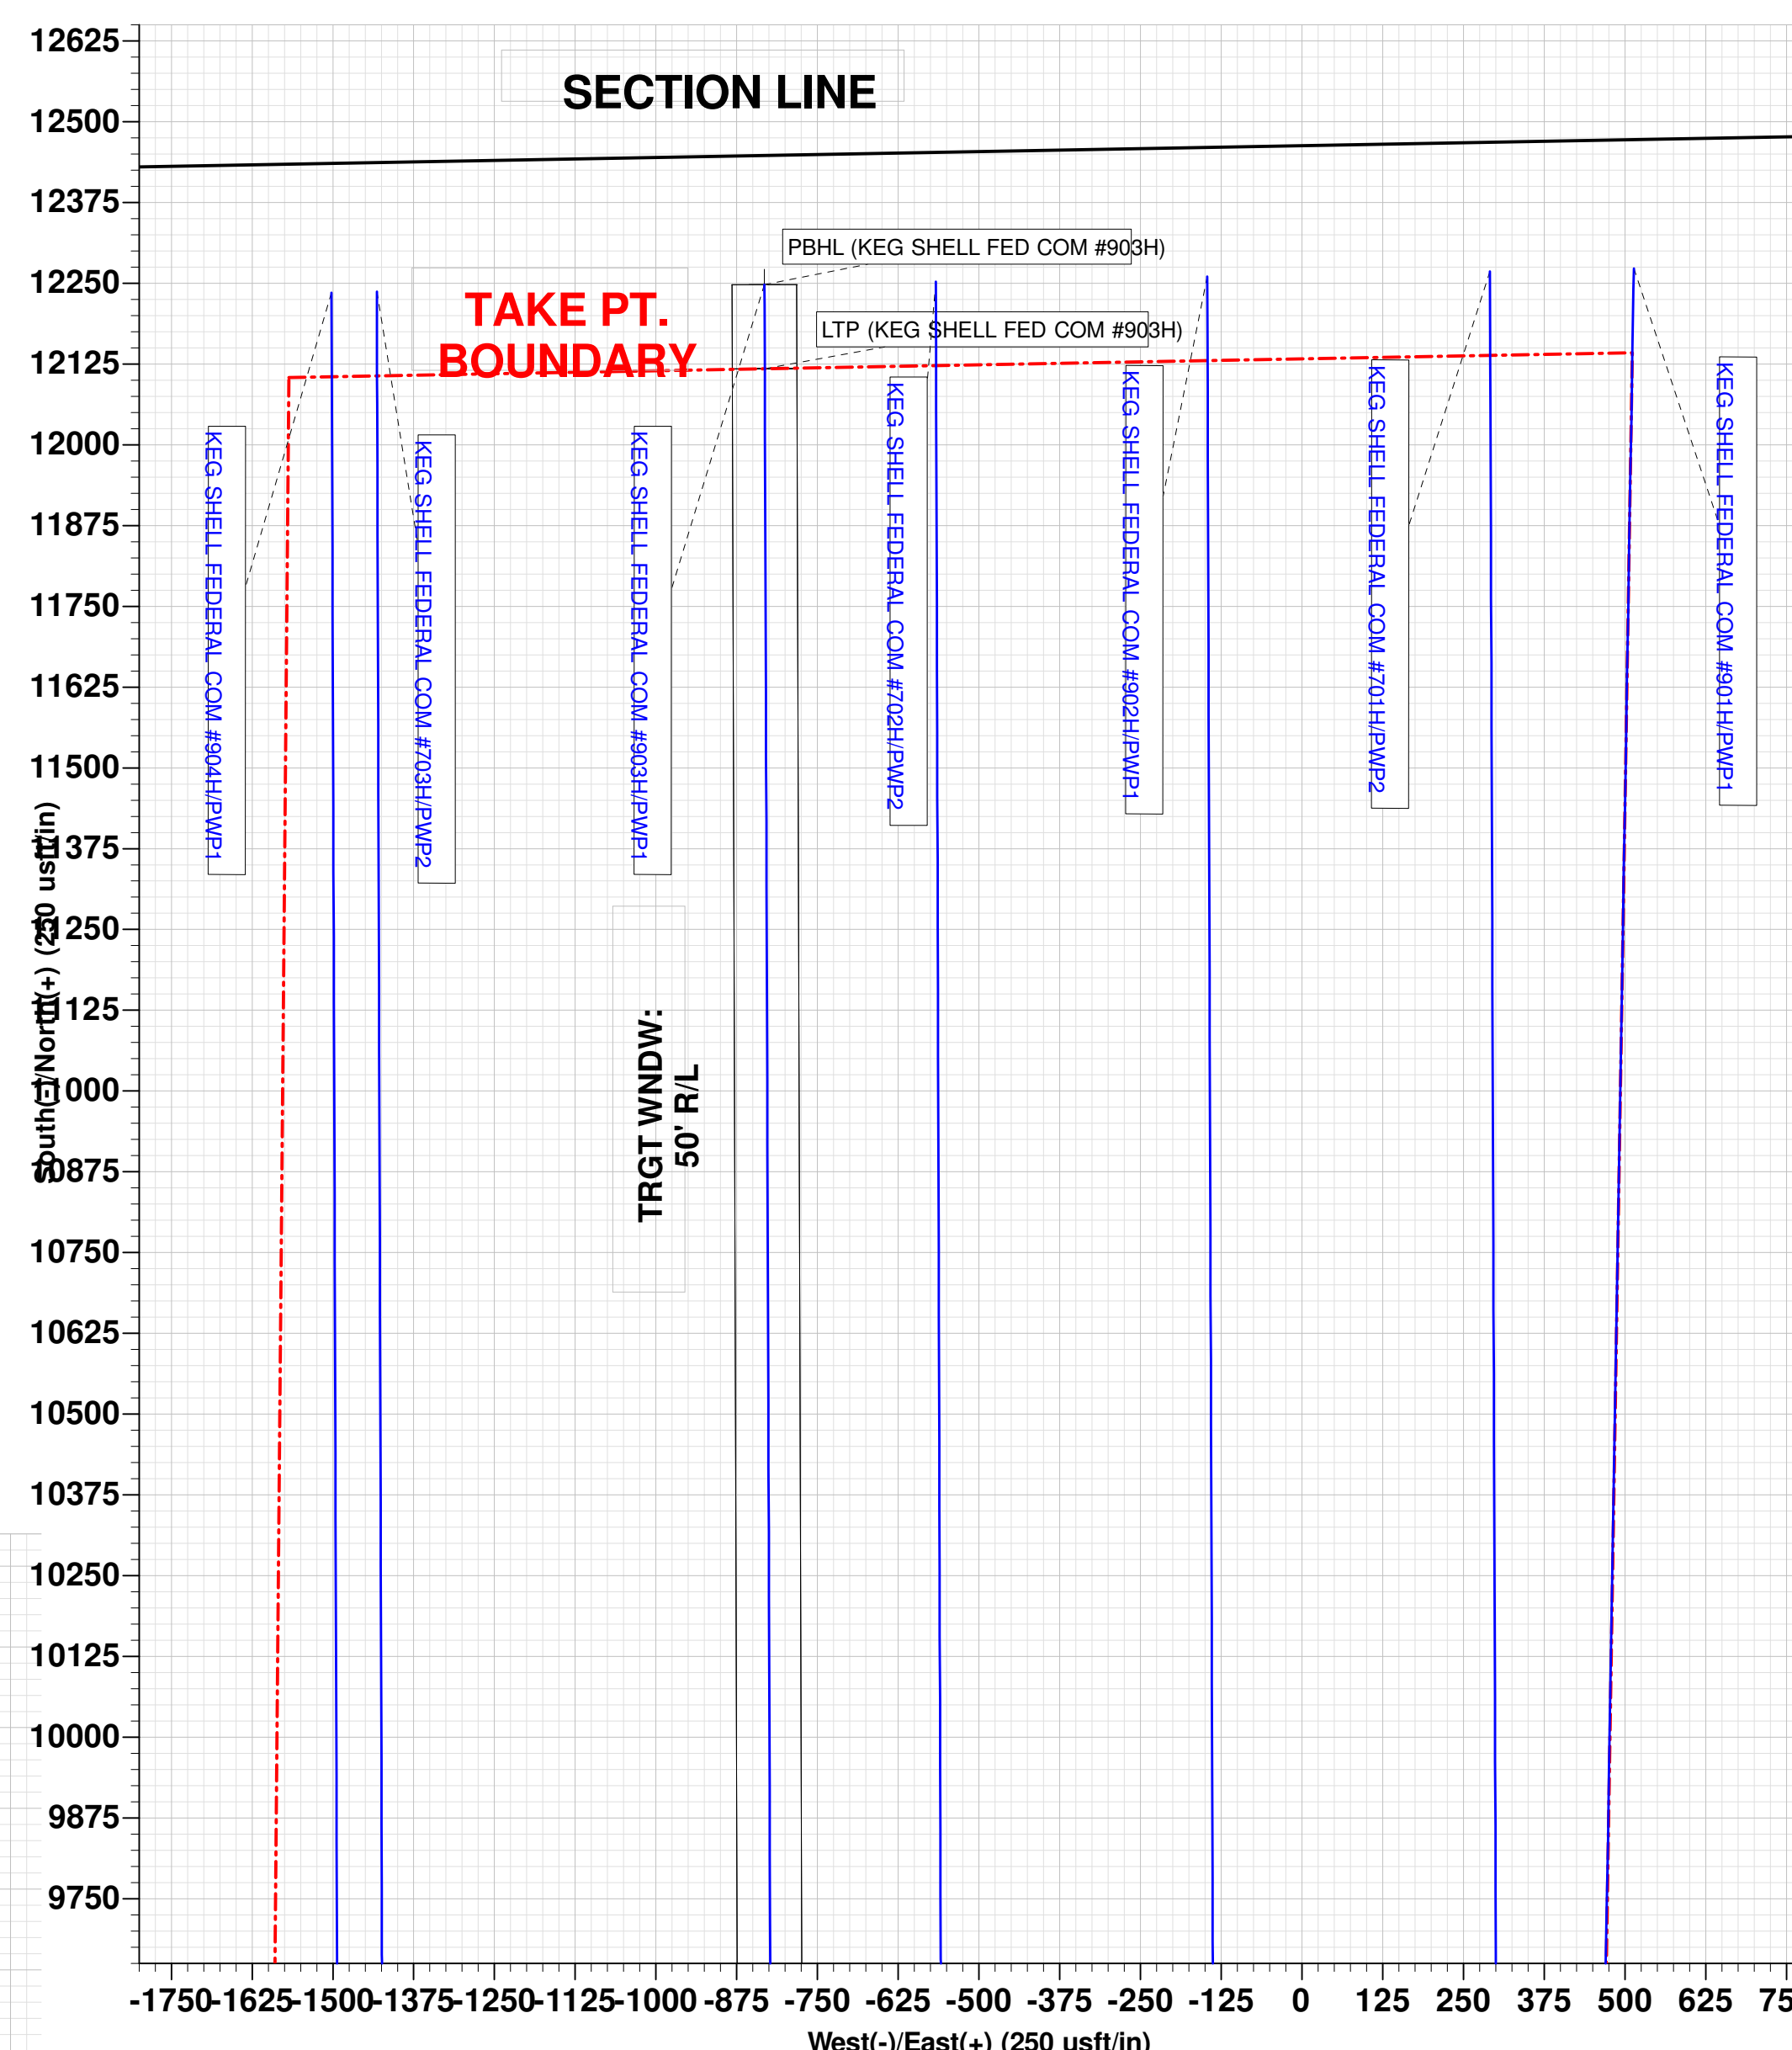 SECTION LINE
PBHL (KEG SHELL FED COM #903H)
TAKE PT.
BOUNDARY
LTP (KEG SHELL FED COM #903H)
KEG SHELL FEDERAL COM #904H/PWP1
KEG SHELL FEDERAL COM #703H/PWP2
KEG SHELL FEDERAL COM #903H/PWP1
KEG SHELL FEDERAL COM #702H/PWP2
KEG SHELL FEDERAL COM #902H/PWP1
KEG SHELL FEDERAL COM #701H/PWP2
KEG SHELL FEDERAL COM #901H/PWP1
TRGT WNDW:
50' R/L
12625
12500
12375
12250
12125
12000
11875
11750
11625
11500
11375
11250
11125
11000
10875
10750
10625
10500
10375
10250
10125
10000
9875
9750
South(-)/North(+) (250 usft/in)
-1750 -1625 -1500 -1375 -1250 -1125 -1000 -875 -750 -625 -500 -375 -250 -125 0 125 250 375 500 625 75
West(-)/East(+) (250 usft/in)